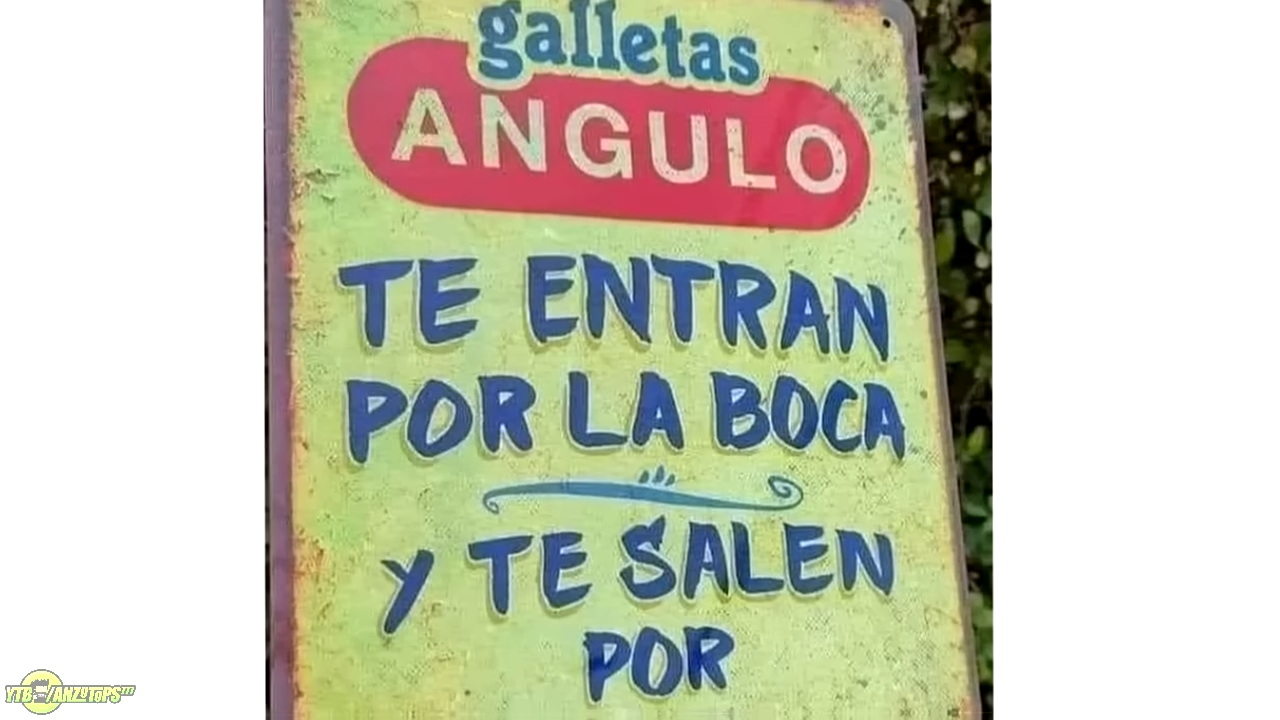 galletas
ANGULO
TE ENTRAN
POR LA BOCA
Y TE SALEN
POR